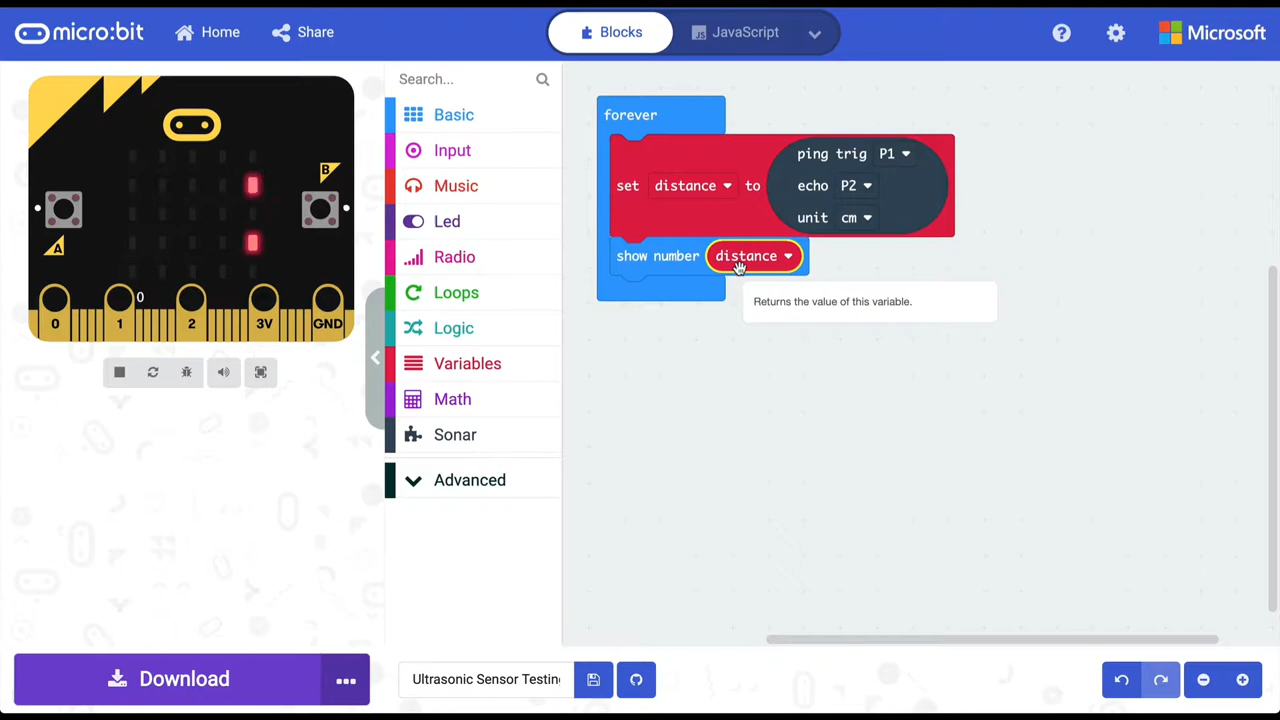 micro:bit
Home
Share
Blocks
JS JavaScript
Microsoft
B
A
0
0 1 2 3V GND
Search...
Basic
Input
Music
Led
Radio
Loops
Logic
Variables
Math
Sonar
Advanced
forever
set distance to ping trig P1
echo P2
unit cm
show number distance
Returns the value of this variable.
Download
Ultrasonic Sensor Testin